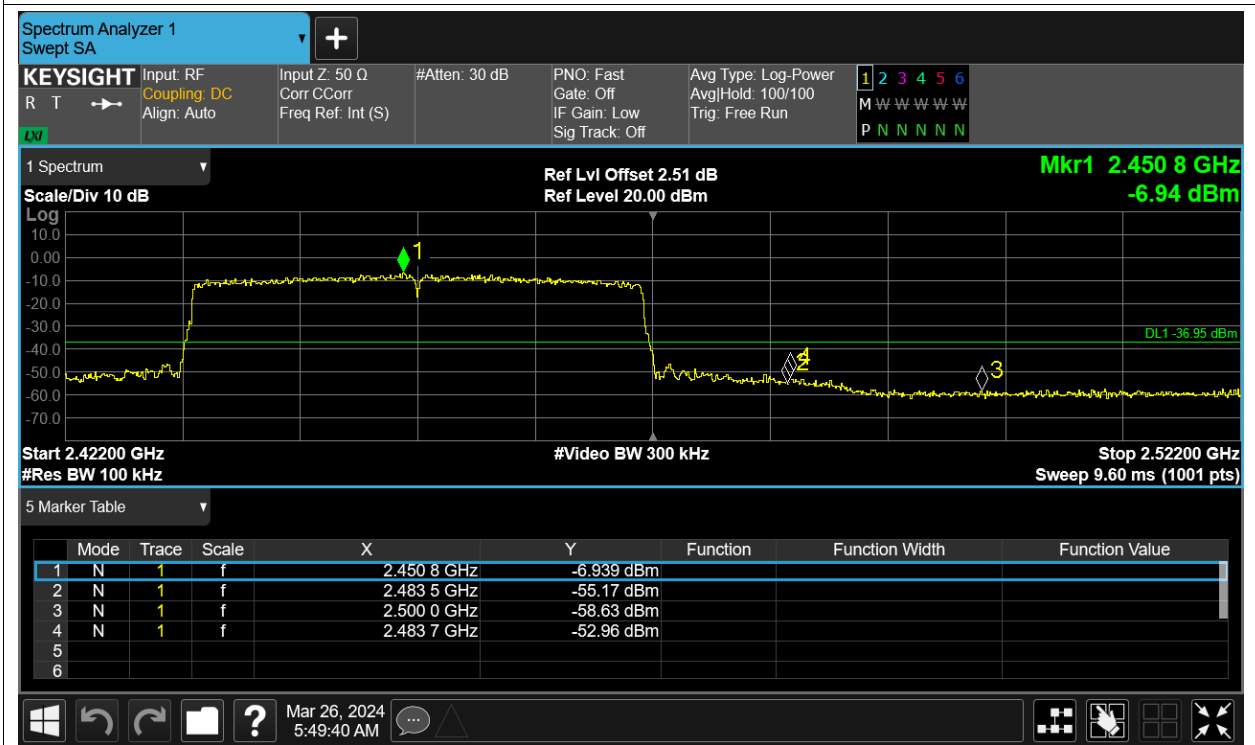 Spectrum Analyzer 1
Swept SA
KEYSIGHT
R T
LXI
Input: RF
Coupling: DC
Align: Auto
Input Z: 50 Ω
Corr CCorr
Freq Ref: Int (S)
#Atten: 30 dB
PNO: Fast
Gate: Off
IF Gain: Low
Sig Track: Off
Avg Type: Log-Power
Avg|Hold: 100/100
Trig: Free Run
1 2 3 4 5 6
M W W W W W
P N N N N N
1 Spectrum
Scale/Div 10 dB
Ref Lvl Offset 2.51 dB
Ref Level 20.00 dBm
Mkr1 2.450 8 GHz
-6.94 dBm
Log
10.0
0.00
-10.0
-20.0
-30.0
-40.0
-50.0
-60.0
-70.0
1
4
2
3
DL1 -36.95 dBm
Start 2.42200 GHz
#Res BW 100 kHz
#Video BW 300 kHz
Stop 2.52200 GHz
Sweep 9.60 ms (1001 pts)
5 Marker Table
Mode Trace Scale X Y Function Function Width Function Value
1 N 1 f 2.450 8 GHz -6.939 dBm
2 N 1 f 2.483 5 GHz -55.17 dBm
3 N 1 f 2.500 0 GHz -58.63 dBm
4 N 1 f 2.483 7 GHz -52.96 dBm
5
6
?
Mar 26, 2024
5:49:40 AM